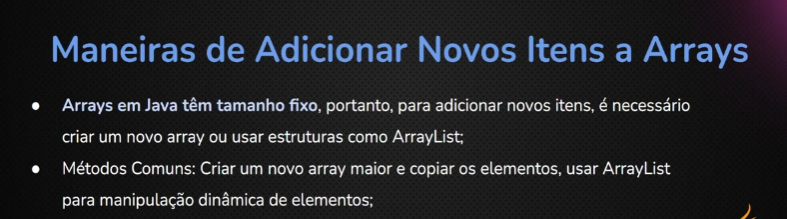 Maneiras de Adicionar Novos Itens a Arrays
● Arrays em Java têm tamanho fixo, portanto, para adicionar novos itens, é necessário
criar um novo array ou usar estruturas como ArrayList;
● Métodos Comuns: Criar um novo array maior e copiar os elementos, usar ArrayList
para manipulação dinâmica de elementos;